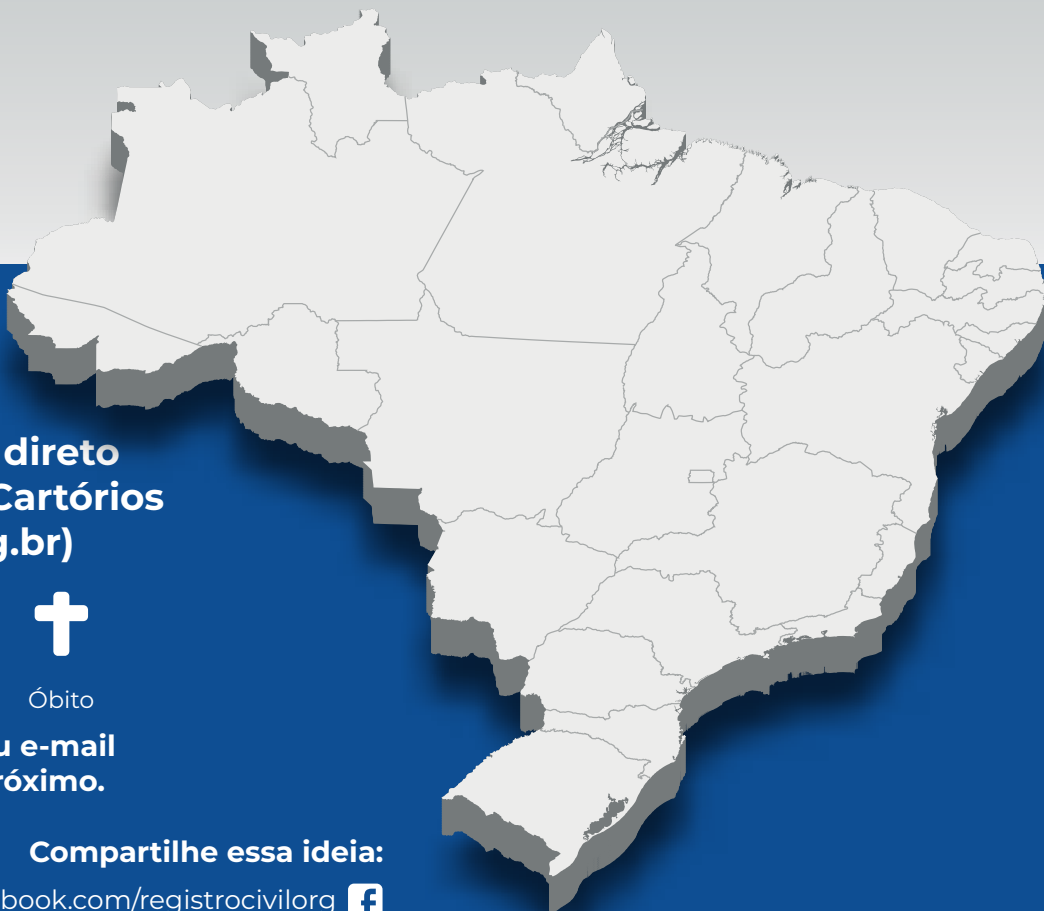 direto
Cartórios
g.br)
Óbito
u e-mail
róximo.
Compartilhe essa ideia:
book.com/registrocivilorg